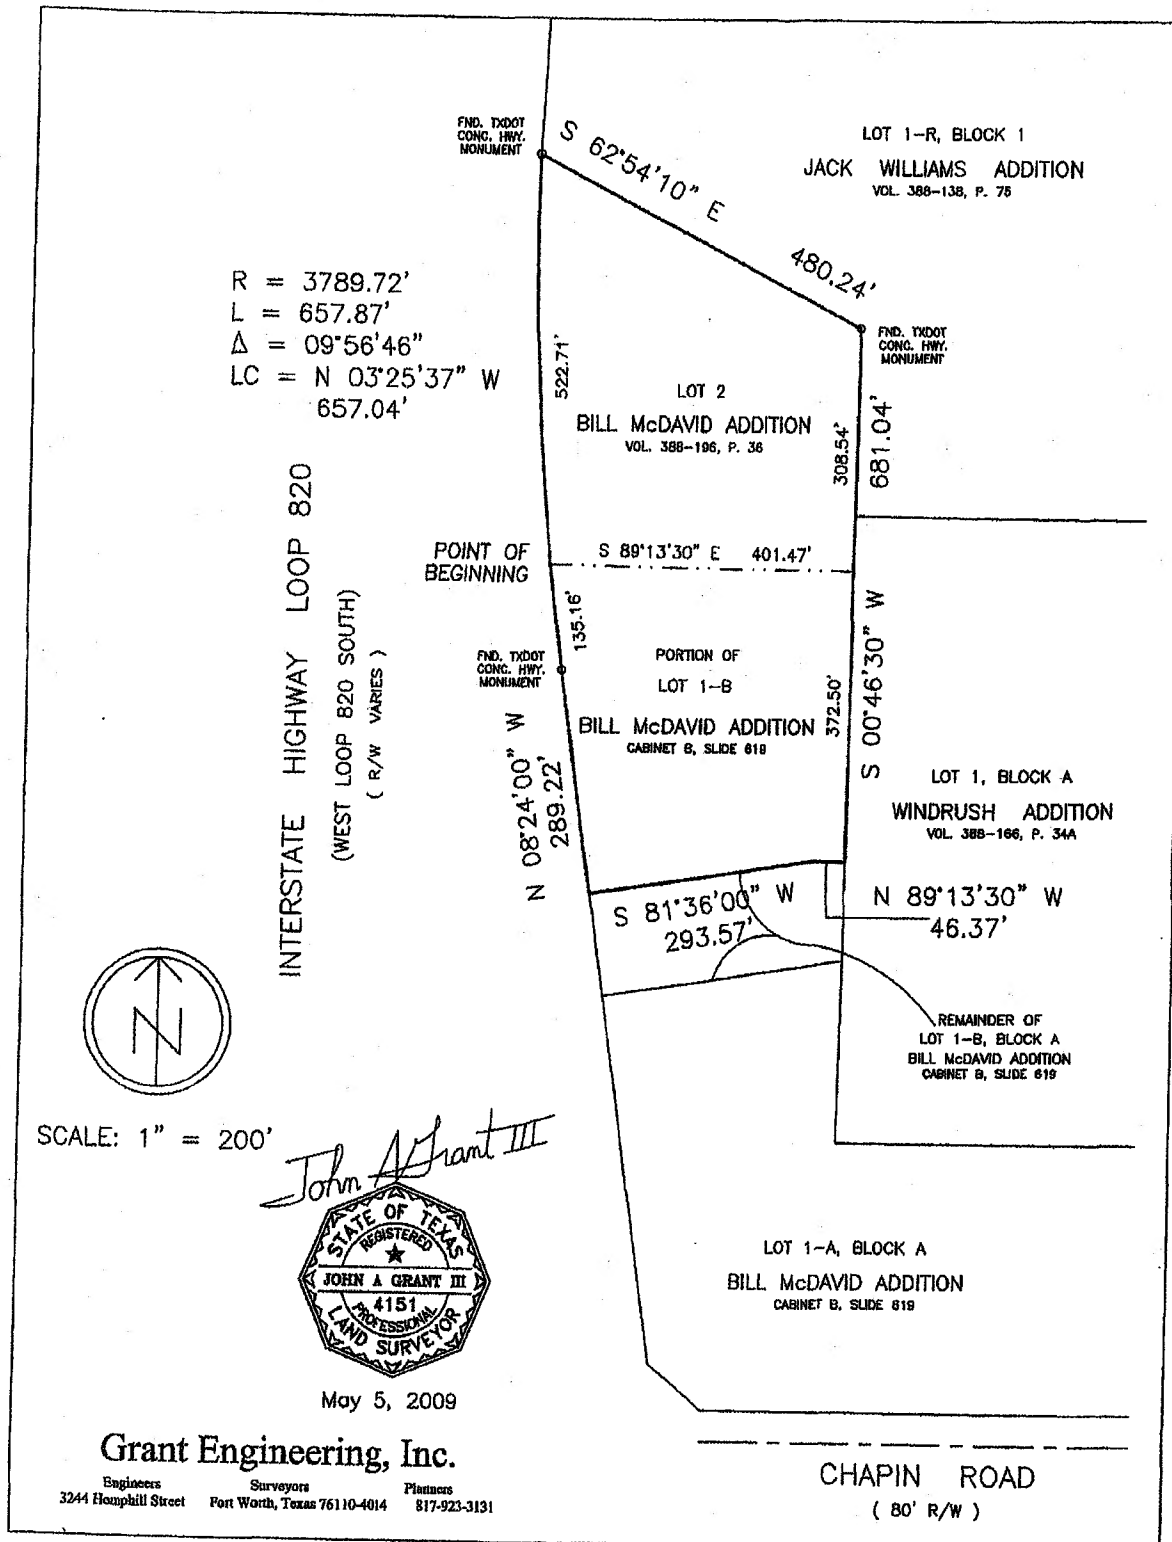 FND. TXDOT
CONC. HWY.
MONUMENT
S 62°54'10" E
480.24'
LOT 1-R, BLOCK 1
JACK WILLIAMS ADDITION
VOL. 388-138, P. 75
R = 3789.72'
L = 657.87'
Δ = 09°56'46"
LC = N 03°25'37" W
657.04'
FND. TXDOT
CONC. HWY.
MONUMENT
522.71'
LOT 2
BILL McDAVID ADDITION
VOL. 388-196, P. 36
308.54'
681.04'
INTERSTATE HIGHWAY LOOP 820
(WEST LOOP 820 SOUTH)
( R/W VARIES )
POINT OF
BEGINNING
S 89°13'30" E 401.47'
135.16'
FND. TXDOT
CONC. HWY.
MONUMENT
PORTION OF
LOT 1-B
BILL McDAVID ADDITION
CABINET B, SLIDE 619
372.50'
S 00°46'30" W
N 08°24'00" W
289.22'
LOT 1, BLOCK A
WINDRUSH ADDITION
VOL. 388-166, P. 34A
S 81°36'00" W
293.57'
N 89°13'30" W
46.37'
REMAINDER OF
LOT 1-B, BLOCK A
BILL McDAVID ADDITION
CABINET B, SLIDE 619
N
SCALE: 1" = 200'
John A Grant III
STATE OF TEXAS
REGISTERED
JOHN A GRANT III
4151
PROFESSIONAL
LAND SURVEYOR
May 5, 2009
LOT 1-A, BLOCK A
BILL McDAVID ADDITION
CABINET B, SLIDE 619
Grant Engineering, Inc.
Engineers Surveyors Planners
3244 Hemphill Street Fort Worth, Texas 76110-4014 817-923-3131
CHAPIN ROAD
( 80' R/W )